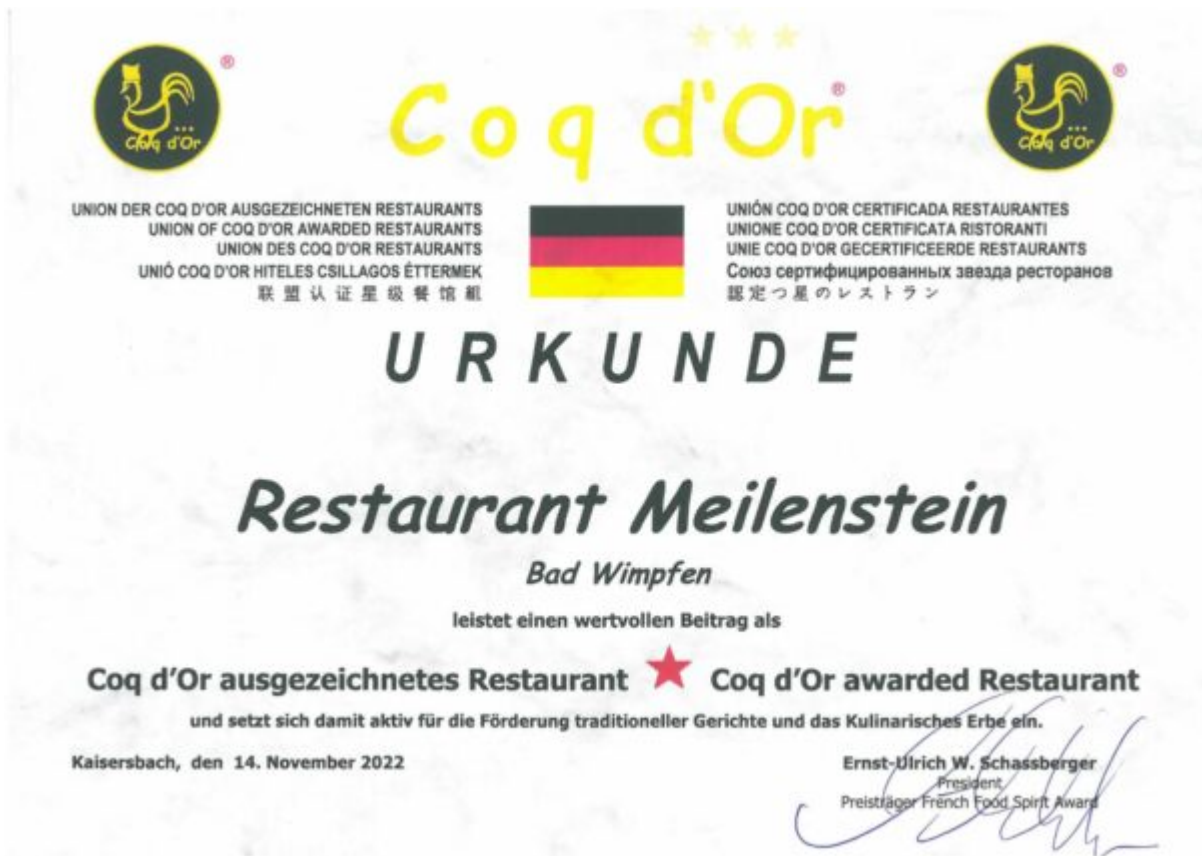 Coq d'Or
®
Coq d'Or®
Coq d'Or
®
UNION DER COQ D'OR AUSGEZEICHNETEN RESTAURANTS
UNION OF COQ D'OR AWARDED RESTAURANTS
UNION DES COQ D'OR RESTAURANTS
UNIÓ COQ D'OR HITELES CSILLAGOS ÉTTERMEK
联盟认证星级餐馆組
UNIÓN COQ D'OR CERTIFICADA RESTAURANTES
UNIONE COQ D'OR CERTIFICATA RISTORANTI
UNIE COQ D'OR GECERTIFICEERDE RESTAURANTS
Союз сертифицированных звезда ресторанов
認定つ星のレストラン
URKUNDE
Restaurant Meilenstein
Bad Wimpfen
leistet einen wertvollen Beitrag als
Coq d'Or ausgezeichnetes Restaurant ★ Coq d'Or awarded Restaurant
und setzt sich damit aktiv für die Förderung traditioneller Gerichte und das Kulinarisches Erbe ein.
Kaisersbach, den 14. November 2022
Ernst-Ulrich W. Schassberger
President
Preisträger French Food Spirit Award